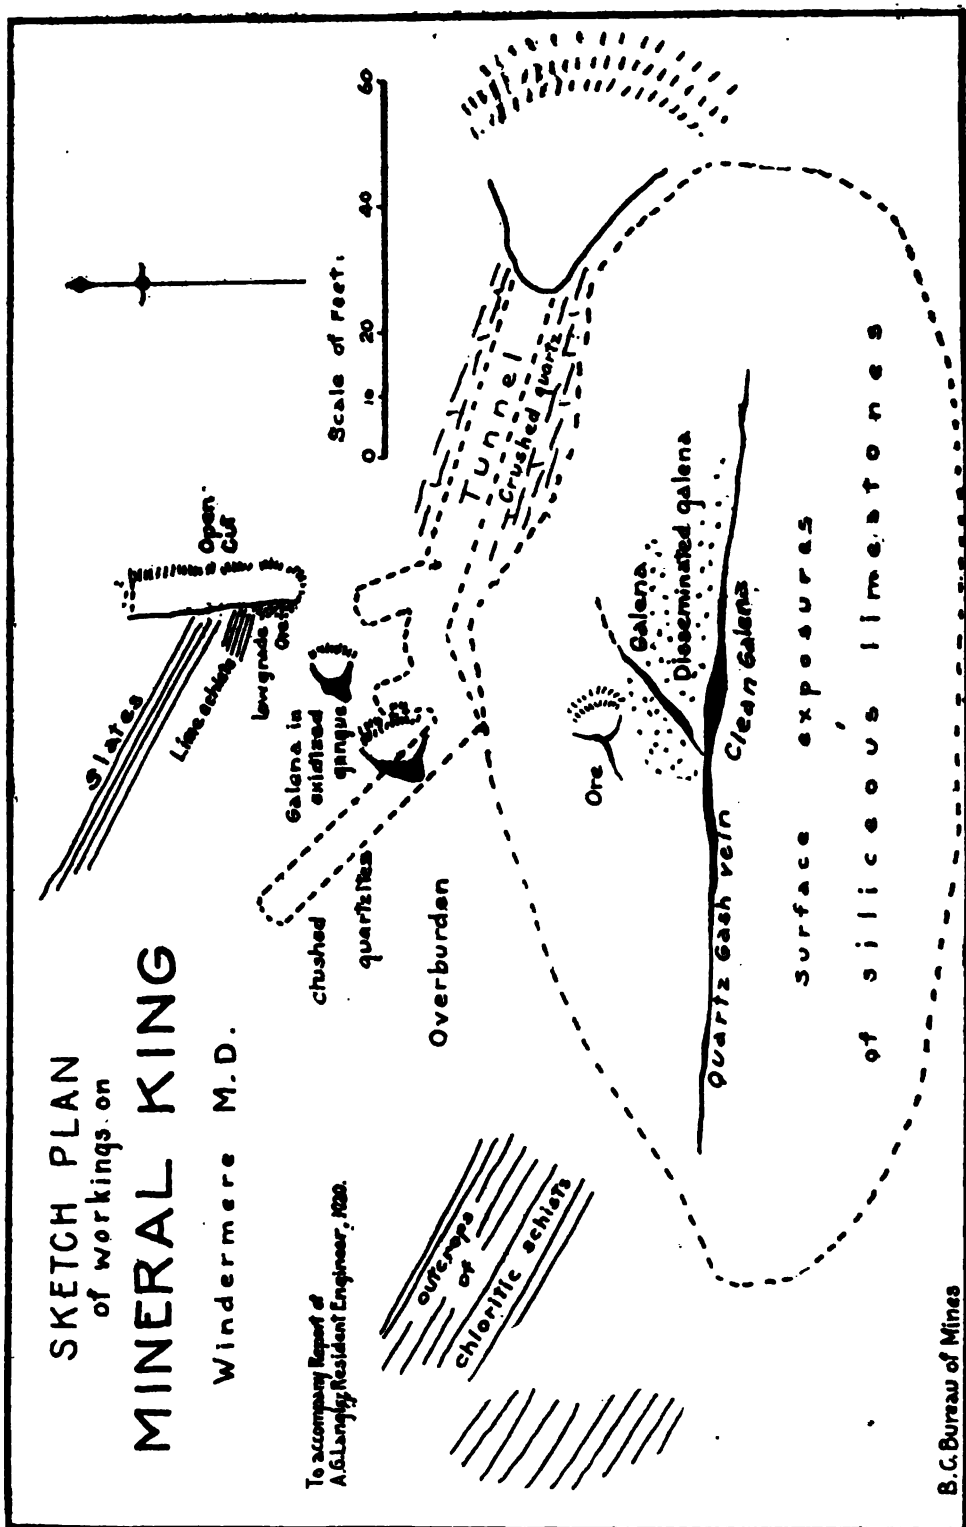 SKETCH PLAN
of workings on
MINERAL KING
Windermere M.D.
To accompany Report of
A.G. Langley, Resident Engineer, 1920.
Slates
Lime schists
Low grade
Ore
Open
Cut
Galena in
oxidized
gangue
crushed
quartzites
Overburden
Scale of Feet:
0 10 20 40 60
Tunnel
Crushed quartz
outcrops
of
chloritic schists
Ore
Galena
Disseminated galena
Clean Galena
Quartz Gash vein
Surface exposures
of siliceous limestones
B.C. Bureau of Mines